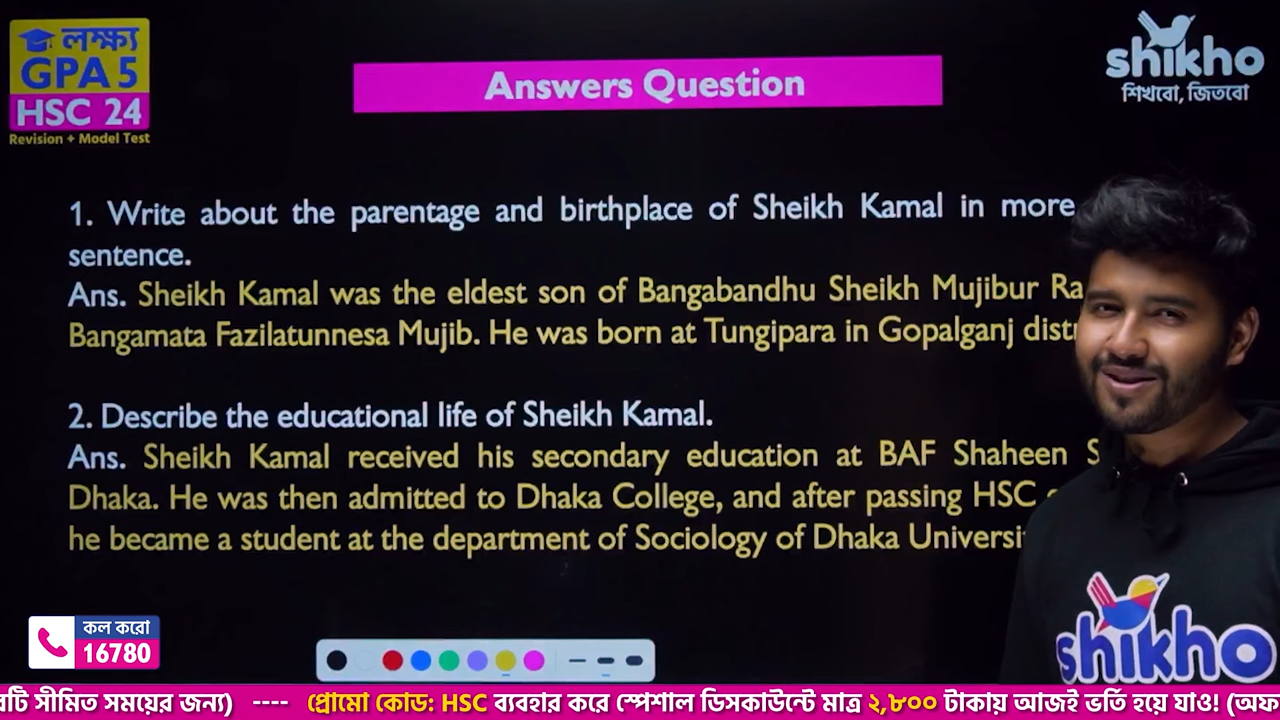 লক্ষ্য
GPA 5
HSC 24
Revision + Model Test
Answers Question
shikho
শিখবো, জিতবো
1. Write about the parentage and birthplace of Sheikh Kamal in more
sentence.
Ans. Sheikh Kamal was the eldest son of Bangabandhu Sheikh Mujibur Ra
Bangamata Fazilatunnesa Mujib. He was born at Tungipara in Gopalganj distr
2. Describe the educational life of Sheikh Kamal.
Ans. Sheikh Kamal received his secondary education at BAF Shaheen S
Dhaka. He was then admitted to Dhaka College, and after passing HSC
he became a student at the department of Sociology of Dhaka Universi
shikho
কল করো
16780
বটি সীমিত সময়ের জন্য) ---- প্রোমো কোড: HSC ব্যবহার করে স্পেশাল ডিসকাউন্টে মাত্র ২,৮০০ টাকায় আজই ভর্তি হয়ে যাও! (অফ